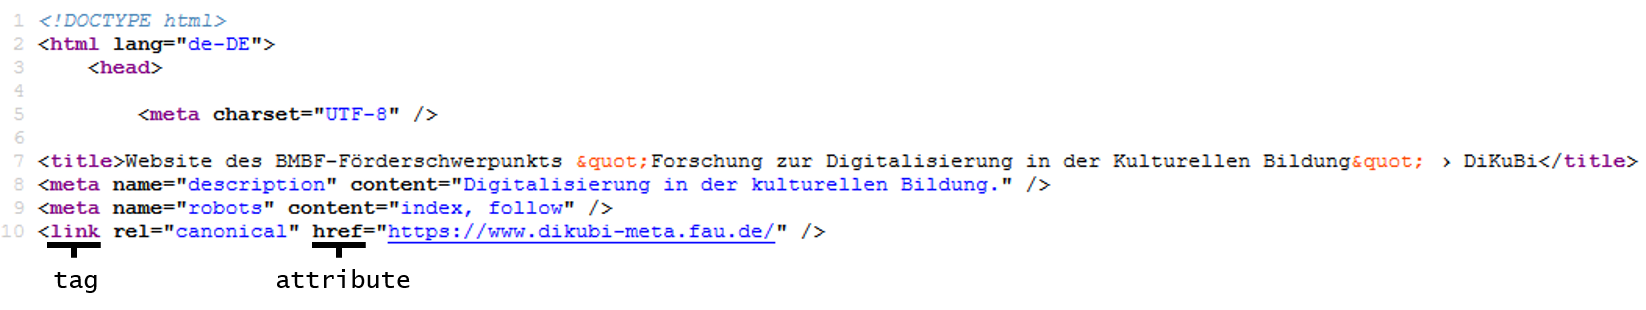 1 <!DOCTYPE html>
2 <html lang="de-DE">
3 <head>
4
5 <meta charset="UTF-8" />
6
7 <title>Website des BMBF-Förderschwerpunkts &quot;Forschung zur Digitalisierung in der Kulturellen Bildung&quot; › DiKuBi</title>
8 <meta name="description" content="Digitalisierung in der kulturellen Bildung." />
9 <meta name="robots" content="index, follow" />
10 <link rel="canonical" href="https://www.dikubi-meta.fau.de/" />
tag attribute